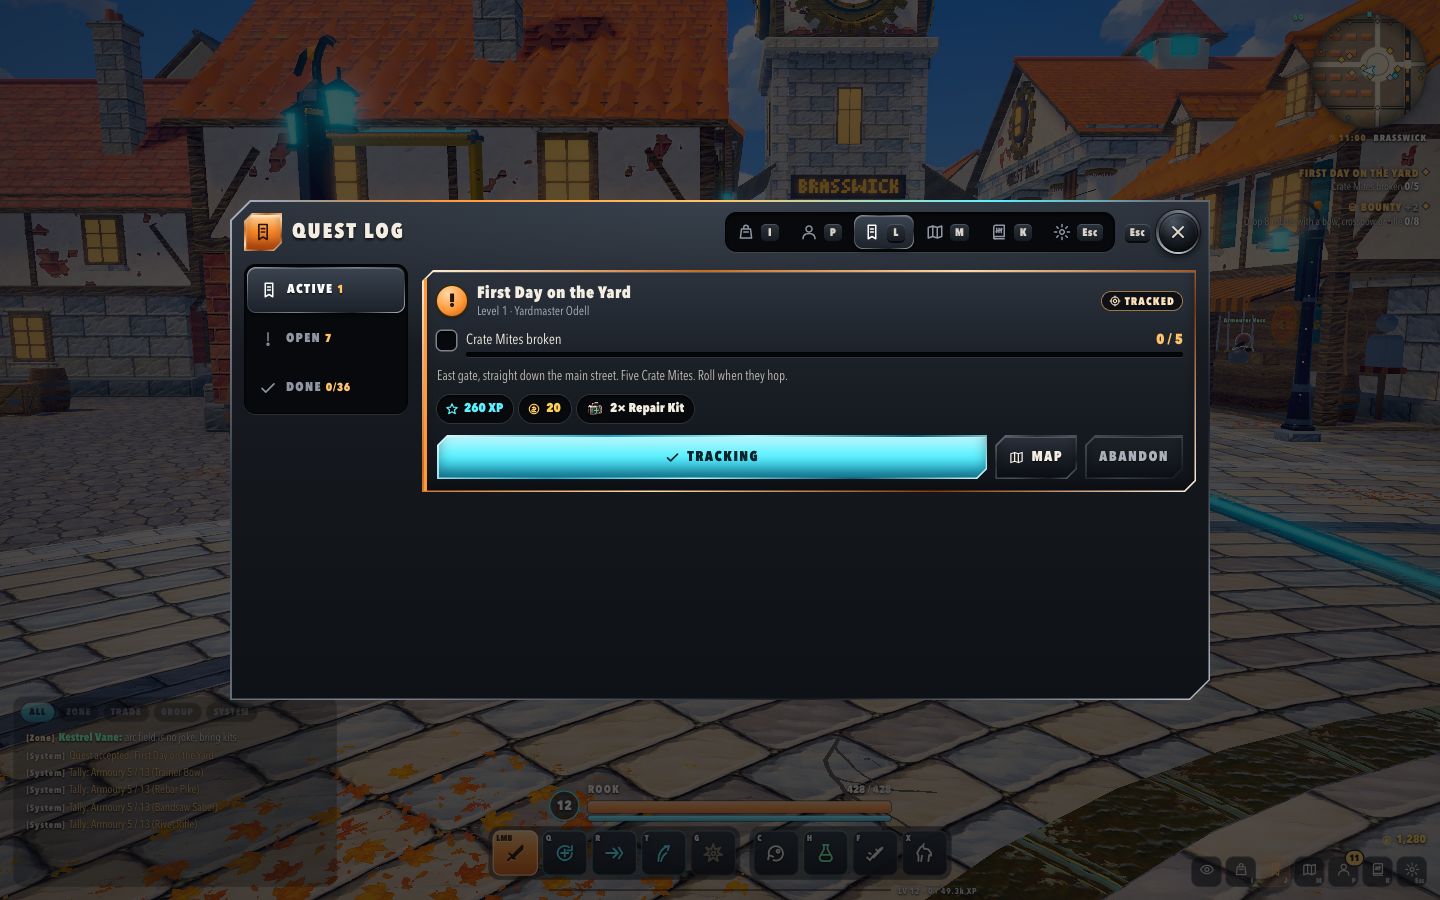 60
11:00 BRASSWICK
FIRST DAY ON THE YARD
Crate Mites broken 0/5
BOUNTY +2
0/8
BRASSWICK
QUEST LOG
I
P
L
M
K
Esc
Esc
ACTIVE 1
OPEN 7
DONE 0/36
First Day on the Yard
Level 1 · Yardmaster Odell
TRACKED
Crate Mites broken
0 / 5
East gate, straight down the main street. Five Crate Mites. Roll when they hop.
260 XP
20
2× Repair Kit
TRACKING
MAP
ABANDON
ALL ZONE TRADE GROUP SYSTEM
[Zone] Kestrel Vane: arc field is no joke, bring kits
[System] Quest accepted: First Day on the Yard
[System] Tally: Armoury 5 / 13 (Trainer Bow)
[System] Tally: Armoury 5 / 13 (Rebar Pike)
[System] Tally: Armoury 5 / 13 (Bandsaw Saber)
[System] Tally: Armoury 5 / 13 (Rivet Rifle)
12
ROOK
428 / 428
LMB
Q
R
T
G
C
H
F
X
1,280
11